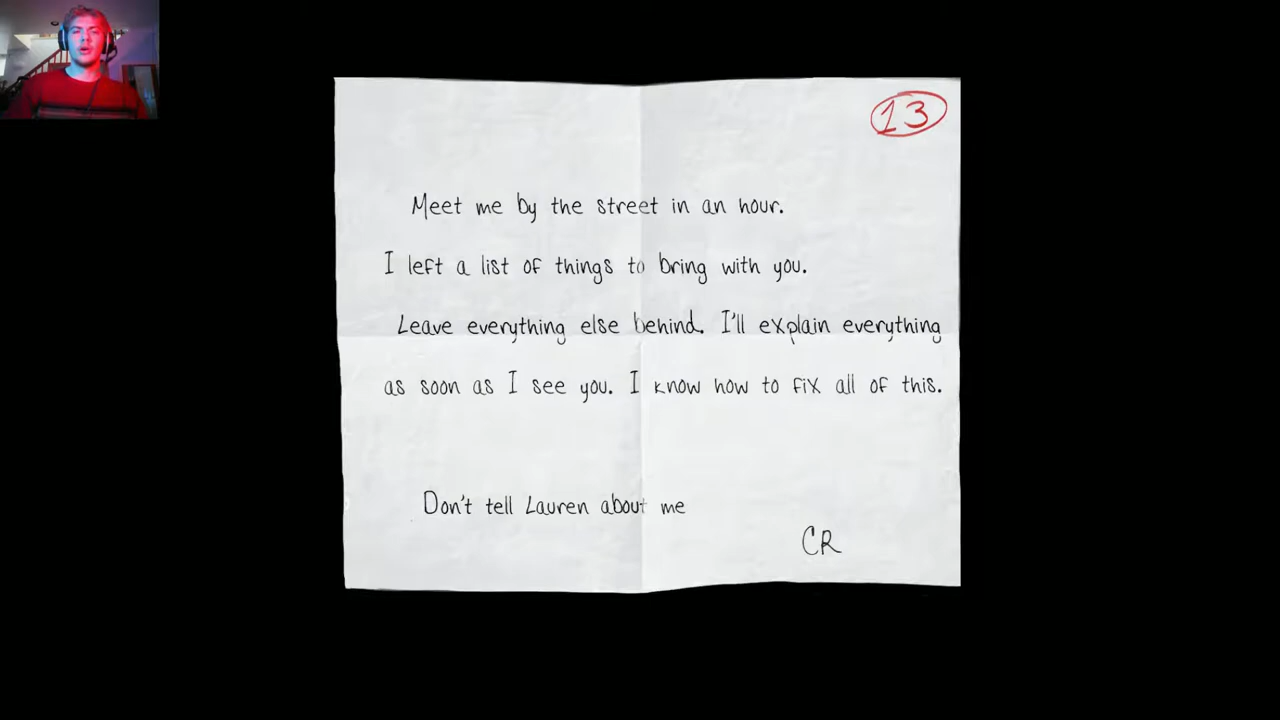 13
Meet me by the street in an hour.
I left a list of things to bring with you.
Leave everything else behind. I'll explain everything
as soon as I see you. I know how to fix all of this.
Don't tell Lauren about me
CR